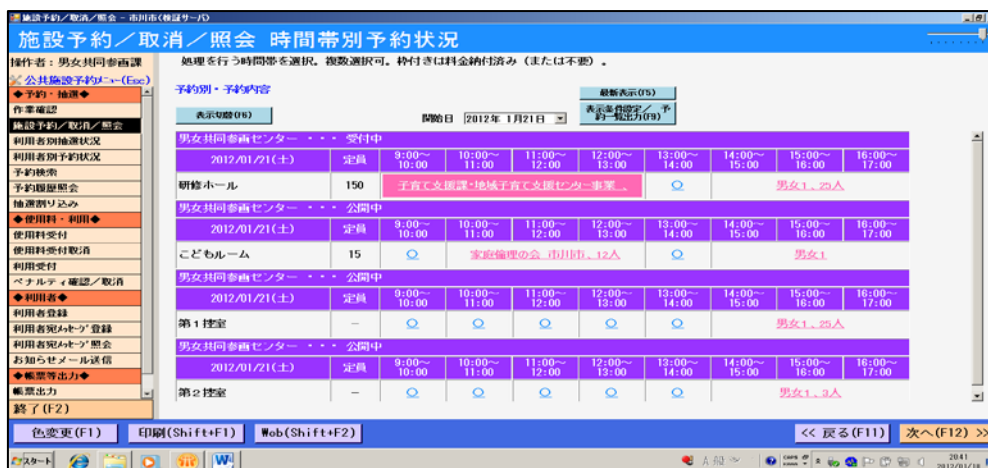 施設予約／取消／照会 - 市川市(検証サーバ)
施設予約／取消／照会 時間帯別予約状況
操作者：男女共同参画課
処理を行う時間帯を選択。複数選択可。枠付きは料金納付済み（または不要）。
公共施設予約メニュー(Esc)
◆予約・抽選◆
作業確認
施設予約／取消／照会
利用者別抽選状況
利用者別予約状況
予約検索
予約履歴照会
抽選割り込み
◆使用料・利用◆
使用料受付
使用料受付取消
利用受付
ペナルティ確認／取消
◆利用者◆
利用者登録
利用者宛メッセージ登録
利用者宛メッセージ照会
お知らせメール送信
◆帳票等出力◆
帳票出力
終了(F2)
予約別・予約内容
最新表示(F5)
表示切替(F6)
開始日 2012年 1月21日
表示条件設定／ 予約一覧出力(F9)
男女共同参画センター ・・・ 受付中
2012/01/21(土) 定員 9:00～10:00 10:00～11:00 11:00～12:00 12:00～13:00 13:00～14:00 14:00～15:00 15:00～16:00 16:00～17:00
研修ホール 150 子育て支援課・地域子育て支援センター事業 、 ○ 男女1、25人
男女共同参画センター ・・・ 公開中
2012/01/21(土) 定員 9:00～10:00 10:00～11:00 11:00～12:00 12:00～13:00 13:00～14:00 14:00～15:00 15:00～16:00 16:00～17:00
こどもルーム 15 ○ 家庭倫理の会 市川市、12人 ○ 男女1
男女共同参画センター ・・・ 公開中
2012/01/21(土) 定員 9:00～10:00 10:00～11:00 11:00～12:00 12:00～13:00 13:00～14:00 14:00～15:00 15:00～16:00 16:00～17:00
第1控室 － ○ ○ ○ ○ ○ 男女1、25人
男女共同参画センター ・・・ 公開中
2012/01/21(土) 定員 9:00～10:00 10:00～11:00 11:00～12:00 12:00～13:00 13:00～14:00 14:00～15:00 15:00～16:00 16:00～17:00
第2控室 － ○ ○ ○ ○ ○ 男女1、3人
色変更(F1) 印刷(Shift+F1) Web(Shift+F2) << 戻る(F11) 次へ(F12) >>
スタート
A 般
CAPS
20:41
2012/01/18